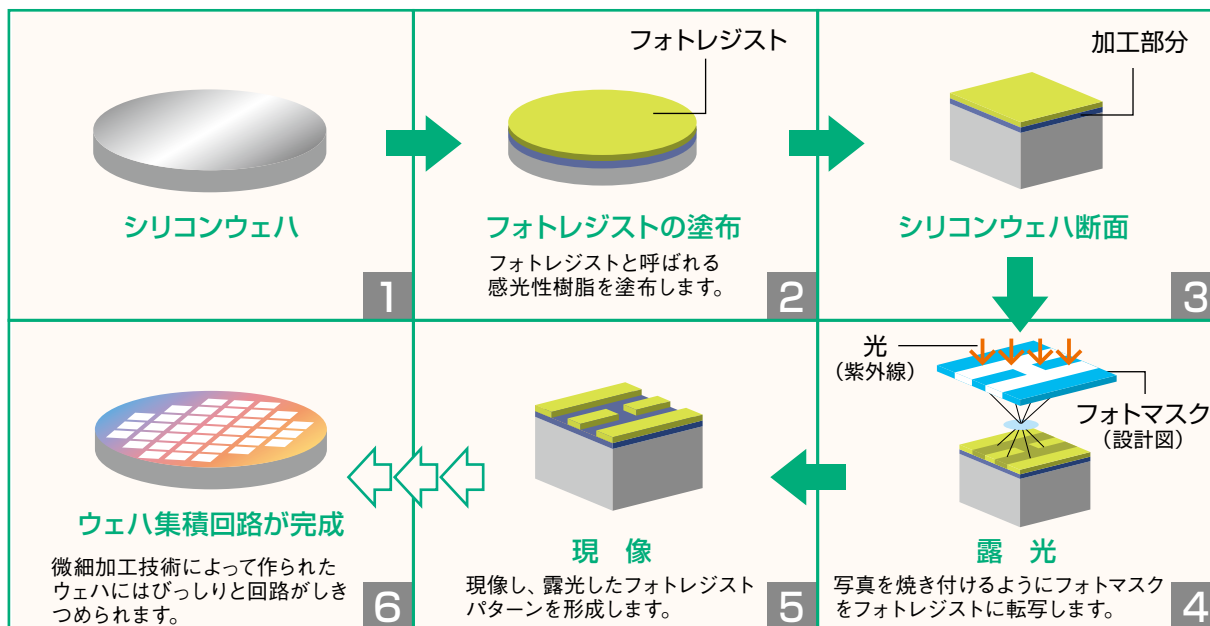 シリコンウェハ
1
フォトレジスト
フォトレジストの塗布
フォトレジストと呼ばれる
感光性樹脂を塗布します。
2
加工部分
シリコンウェハ断面
3
光
（紫外線）
フォトマスク
（設計図）
露 光
写真を焼き付けるようにフォトマスク
をフォトレジストに転写します。
4
現 像
現像し、露光したフォトレジスト
パターンを形成します。
5
ウェハ集積回路が完成
微細加工技術によって作られた
ウェハにはびっしりと回路がしき
つめられます。
6